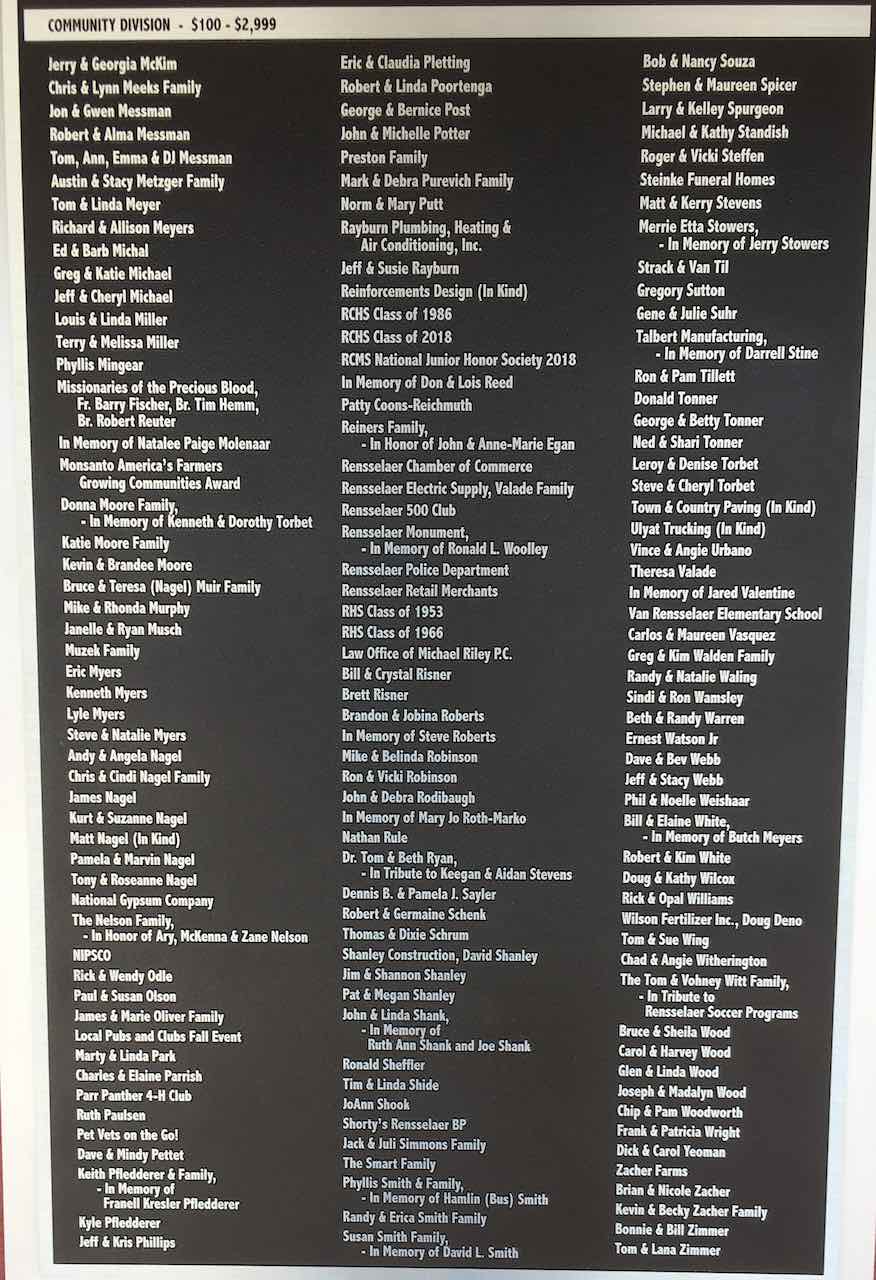 COMMUNITY DIVISION - $100 - $2,999
Jerry & Georgia McKim
Chris & Lynn Meeks Family
Jon & Gwen Messman
Robert & Alma Messman
Tom, Ann, Emma & DJ Messman
Austin & Stacy Metzger Family
Tom & Linda Meyer
Richard & Allison Meyers
Ed & Barb Michal
Greg & Katie Michael
Jeff & Cheryl Michael
Louis & Linda Miller
Terry & Melissa Miller
Phyllis Mingear
Missionaries of the Precious Blood,
Fr. Barry Fischer, Br. Tim Hemm,
Br. Robert Reuter
In Memory of Natalee Paige Molenaar
Monsanto America's Farmers
Growing Communities Award
Donna Moore Family,
- In Memory of Kenneth & Dorothy Torbet
Katie Moore Family
Kevin & Brandee Moore
Bruce & Teresa (Nagel) Muir Family
Mike & Rhonda Murphy
Janelle & Ryan Musch
Muzek Family
Eric Myers
Kenneth Myers
Lyle Myers
Steve & Natalie Myers
Andy & Angela Nagel
Chris & Cindi Nagel Family
James Nagel
Kurt & Suzanne Nagel
Matt Nagel (In Kind)
Pamela & Marvin Nagel
Tony & Roseanne Nagel
National Gypsum Company
The Nelson Family,
- In Honor of Ary, McKenna & Zane Nelson
NIPSCO
Rick & Wendy Odle
Paul & Susan Olson
James & Marie Oliver Family
Local Pubs and Clubs Fall Event
Marty & Linda Park
Charles & Elaine Parrish
Parr Panther 4-H Club
Ruth Paulsen
Pet Vets on the Go!
Dave & Mindy Pettet
Keith Pfledderer & Family,
- In Memory of
Franell Kresler Pfledderer
Kyle Pfledderer
Jeff & Kris Phillips
Eric & Claudia Pletting
Robert & Linda Poortenga
George & Bernice Post
John & Michelle Potter
Preston Family
Mark & Debra Purevich Family
Norm & Mary Putt
Rayburn Plumbing, Heating &
Air Conditioning, Inc.
Jeff & Susie Rayburn
Reinforcements Design (In Kind)
RCHS Class of 1986
RCHS Class of 2018
RCMS National Junior Honor Society 2018
In Memory of Don & Lois Reed
Patty Coons-Reichmuth
Reiners Family,
- In Honor of John & Anne-Marie Egan
Rensselaer Chamber of Commerce
Rensselaer Electric Supply, Valade Family
Rensselaer 500 Club
Rensselaer Monument,
- In Memory of Ronald L. Woolley
Rensselaer Police Department
Rensselaer Retail Merchants
RHS Class of 1953
RHS Class of 1966
Law Office of Michael Riley P.C.
Bill & Crystal Risner
Brett Risner
Brandon & Jobina Roberts
In Memory of Steve Roberts
Mike & Belinda Robinson
Ron & Vicki Robinson
John & Debra Rodibaugh
In Memory of Mary Jo Roth-Marko
Nathan Rule
Dr. Tom & Beth Ryan,
- In Tribute to Keegan & Aidan Stevens
Dennis B. & Pamela J. Sayler
Robert & Germaine Schenk
Thomas & Dixie Schrum
Shanley Construction, David Shanley
Jim & Shannon Shanley
Pat & Megan Shanley
John & Linda Shank,
- In Memory of
Ruth Ann Shank and Joe Shank
Ronald Sheffler
Tim & Linda Shide
JoAnn Shook
Shorty's Rensselaer BP
Jack & Juli Simmons Family
The Smart Family
Phyllis Smith & Family,
- In Memory of Hamlin (Bus) Smith
Randy & Erica Smith Family
Susan Smith Family,
- In Memory of David L. Smith
Bob & Nancy Souza
Stephen & Maureen Spicer
Larry & Kelley Spurgeon
Michael & Kathy Standish
Roger & Vicki Steffen
Steinke Funeral Homes
Matt & Kerry Stevens
Merrie Etta Stowers,
- In Memory of Jerry Stowers
Strack & Van Til
Gregory Sutton
Gene & Julie Suhr
Talbert Manufacturing,
- In Memory of Darrell Stine
Ron & Pam Tillett
Donald Tonner
George & Betty Tonner
Ned & Shari Tonner
Leroy & Denise Torbet
Steve & Cheryl Torbet
Town & Country Paving (In Kind)
Ulyat Trucking (In Kind)
Vince & Angie Urbano
Theresa Valade
In Memory of Jared Valentine
Van Rensselaer Elementary School
Carlos & Maureen Vasquez
Greg & Kim Walden Family
Randy & Natalie Waling
Sindi & Ron Wamsley
Beth & Randy Warren
Ernest Watson Jr
Dave & Bev Webb
Jeff & Stacy Webb
Phil & Noelle Weishaar
Bill & Elaine White,
- In Memory of Butch Meyers
Robert & Kim White
Doug & Kathy Wilcox
Rick & Opal Williams
Wilson Fertilizer Inc., Doug Deno
Tom & Sue Wing
Chad & Angie Witherington
The Tom & Vohney Witt Family,
- In Tribute to
Rensselaer Soccer Programs
Bruce & Sheila Wood
Carol & Harvey Wood
Glen & Linda Wood
Joseph & Madalyn Wood
Chip & Pam Woodworth
Frank & Patricia Wright
Dick & Carol Yeoman
Zacher Farms
Brian & Nicole Zacher
Kevin & Becky Zacher Family
Bonnie & Bill Zimmer
Tom & Lana Zimmer